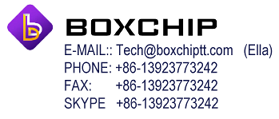 BOXCHIP
E-MAIL:: Tech@boxchiptt.com (Ella)
PHONE: +86-13923773242
FAX: +86-13923773242
SKYPE +86-13923773242